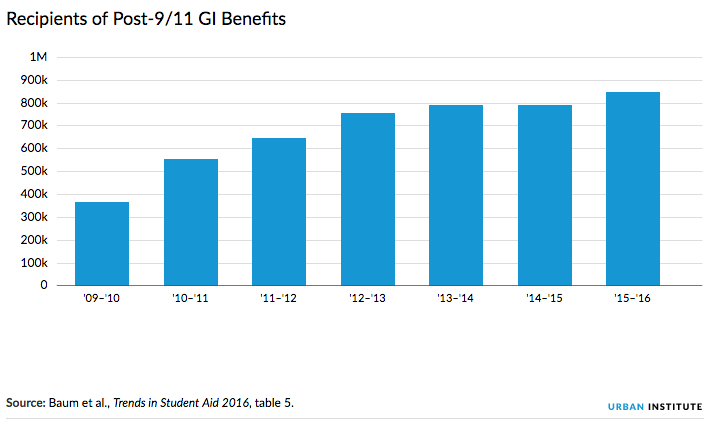 Recipients of Post-9/11 GI Benefits
1M
900k
800k
700k
600k
500k
400k
300k
200k
100k
0
'09–'10 '10–'11 '11–'12 '12–'13 '13–'14 '14–'15 '15–'16
Source: Baum et al., Trends in Student Aid 2016, table 5.
URBAN INSTITUTE